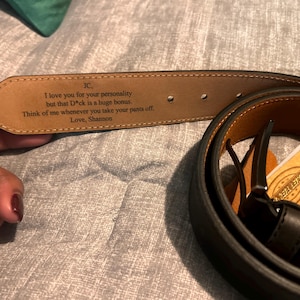 JC,
I love you for your personality
but that D*ck is a huge bonus.
Think of me whenever you take your pants off.
Love, Shannon